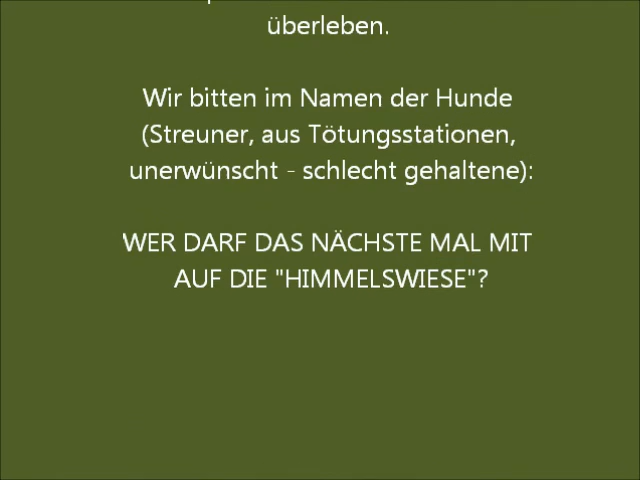 überleben.
Wir bitten im Namen der Hunde
(Streuner, aus Tötungsstationen,
unerwünscht - schlecht gehaltene):
WER DARF DAS NÄCHSTE MAL MIT
AUF DIE "HIMMELSWIESE"?